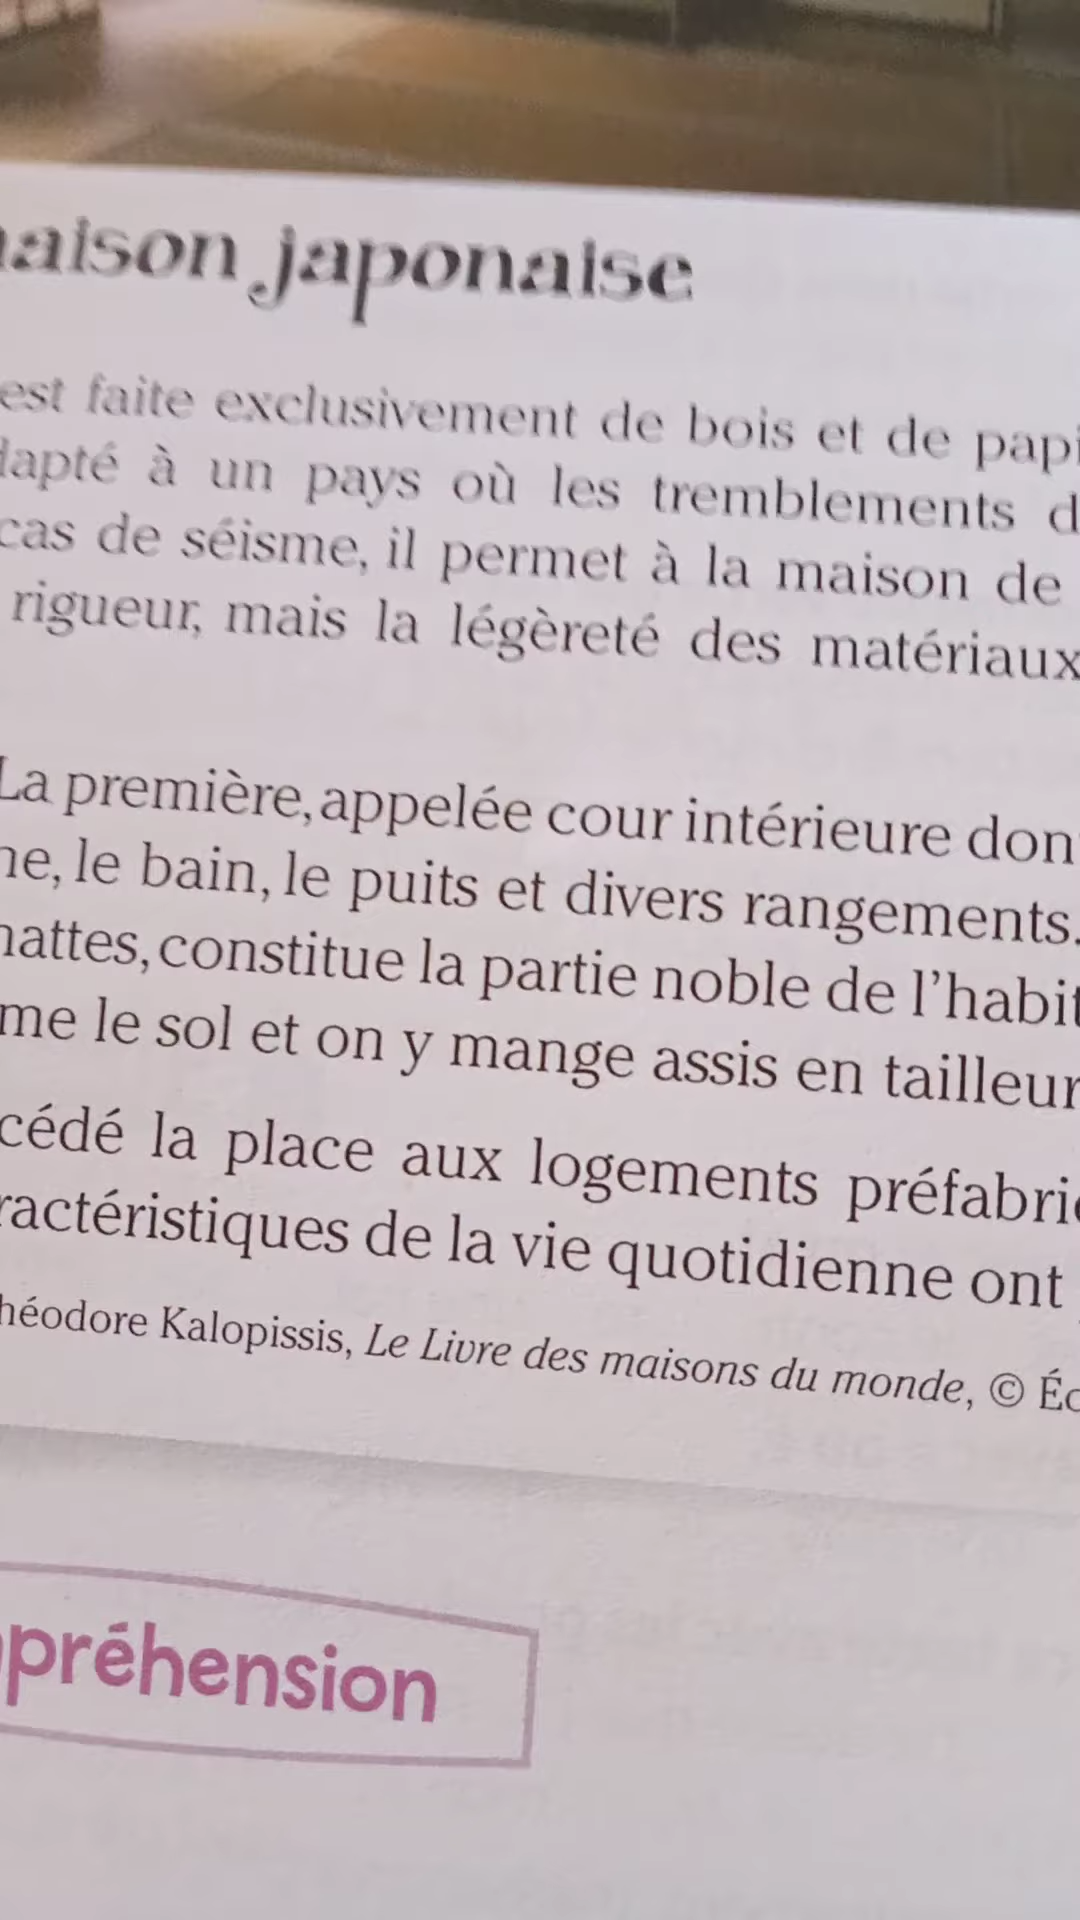 aison japonaise
est faite exclusivement de bois et de papi
dapté à un pays où les tremblements d
cas de séisme, il permet à la maison de
rigueur, mais la légèreté des matériaux
La première, appelée cour intérieure don
ne, le bain, le puits et divers rangements.
nattes, constitue la partie noble de l'habit
me le sol et on y mange assis en tailleur
cédé la place aux logements préfabri
ractéristiques de la vie quotidienne ont
héodore Kalopissis, Le Livre des maisons du monde, © Éc
préhension